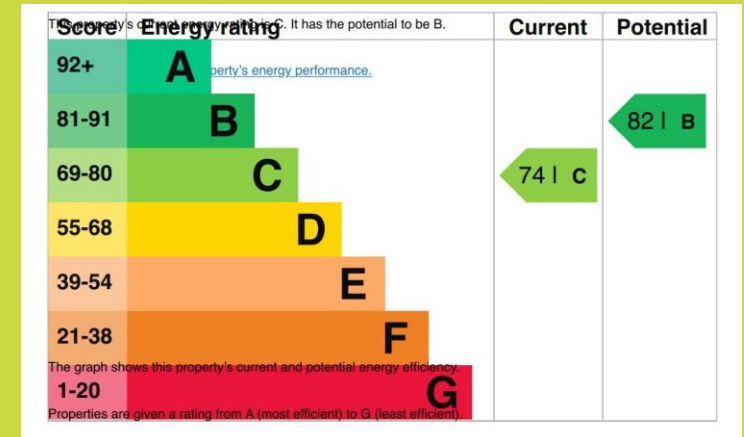 This property's current energy rating is C. It has the potential to be B.
Score Energy rating Current Potential
92+ A
perty's energy performance.
81-91 B 82 | B
69-80 C 74 | C
55-68 D
39-54 E
21-38 F
The graph shows this property's current and potential energy efficiency.
1-20 G
Properties are given a rating from A (most efficient) to G (least efficient).